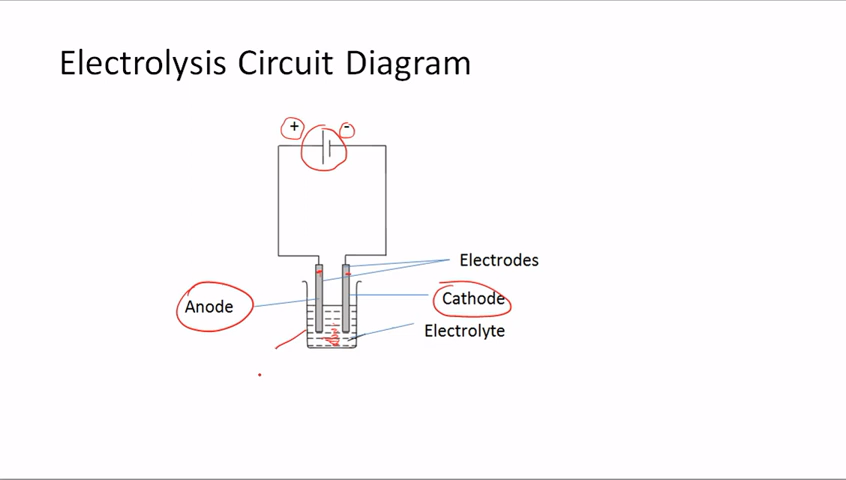 Electrolysis Circuit Diagram
+ -
Electrodes
Anode
Cathode
Electrolyte